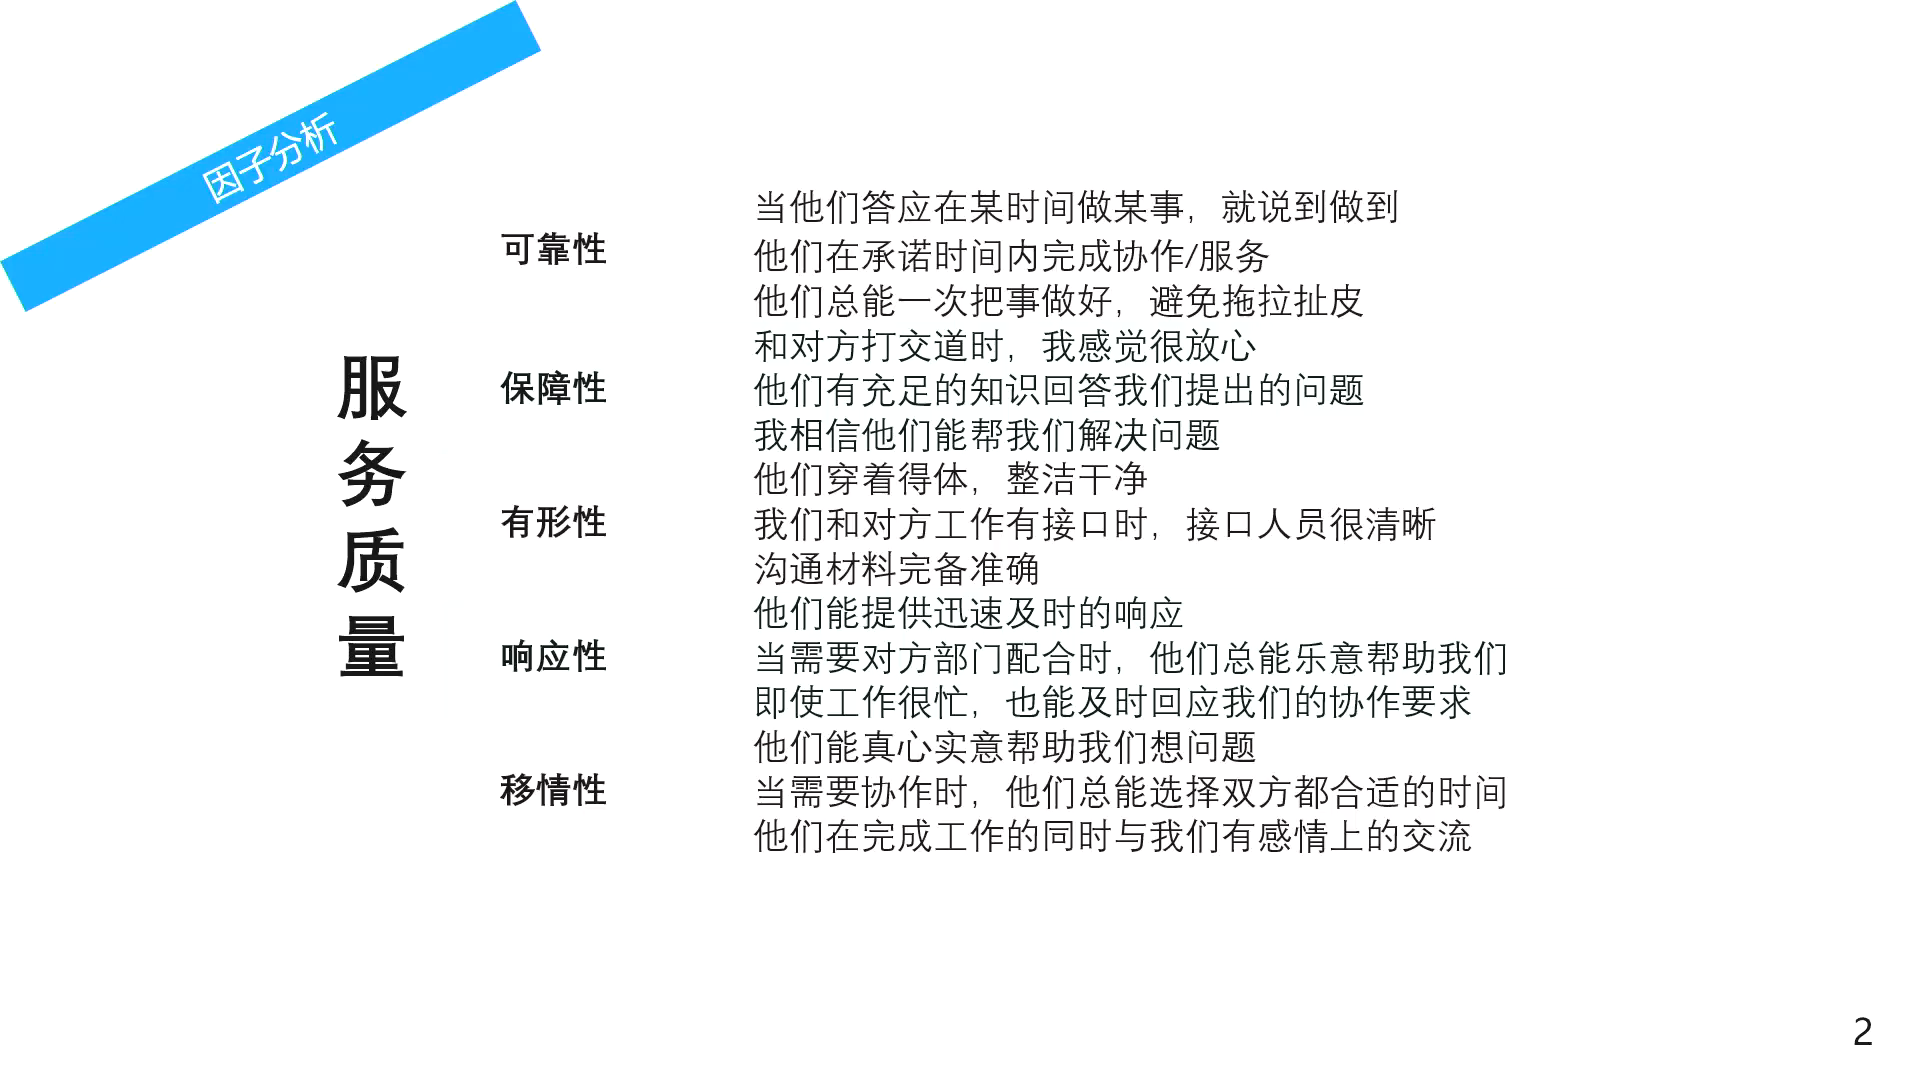 因子分析
服务质量
可靠性
当他们答应在某时间做某事，就说到做到
他们在承诺时间内完成协作/服务
他们总能一次把事做好，避免拖拉扯皮
保障性
和对方打交道时，我感觉很放心
他们有充足的知识回答我们提出的问题
我相信他们能帮我们解决问题
有形性
他们穿着得体，整洁干净
我们和对方工作有接口时，接口人员很清晰
沟通材料完备准确
响应性
他们能提供迅速及时的响应
当需要对方部门配合时，他们总能乐意帮助我们
即使工作很忙，也能及时回应我们的协作要求
移情性
他们能真心实意帮助我们想问题
当需要协作时，他们总能选择双方都合适的时间
他们在完成工作的同时与我们有感情上的交流
2